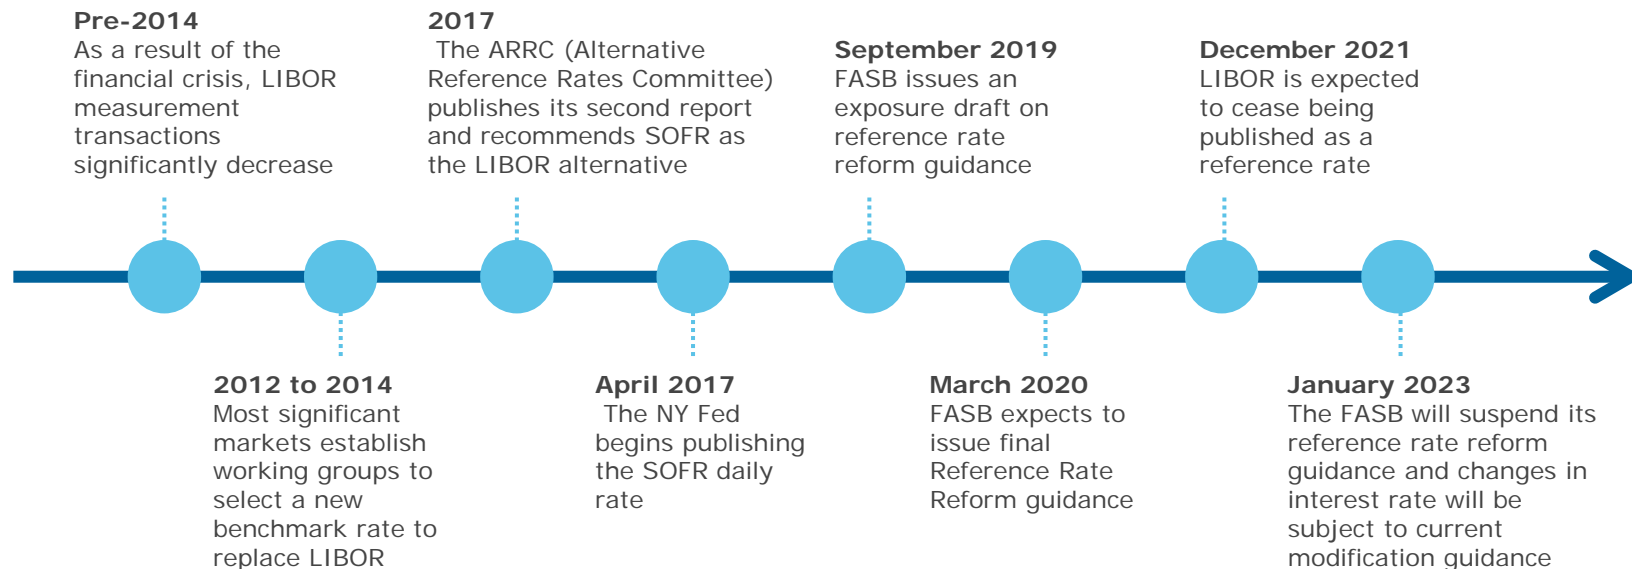 Pre-2014
As a result of the
financial crisis, LIBOR
measurement
transactions
significantly decrease
2012 to 2014
Most significant
markets establish
working groups to
select a new
benchmark rate to
replace LIBOR
2017
The ARRC (Alternative
Reference Rates Committee)
publishes its second report
and recommends SOFR as
the LIBOR alternative
April 2017
The NY Fed
begins publishing
the SOFR daily
rate
September 2019
FASB issues an
exposure draft on
reference rate
reform guidance
March 2020
FASB expects to
issue final
Reference Rate
Reform guidance
December 2021
LIBOR is expected
to cease being
published as a
reference rate
January 2023
The FASB will suspend its
reference rate reform
guidance and changes in
interest rate will be
subject to current
modification guidance